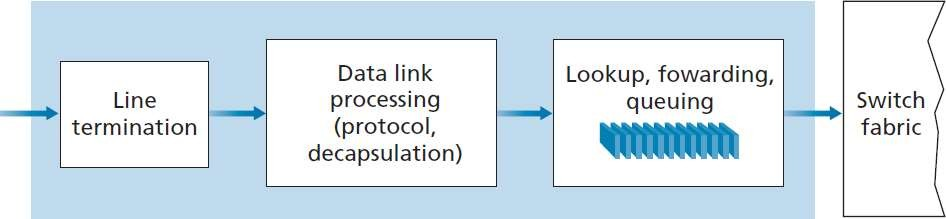 Line
termination
Data link
processing
(protocol,
decapsulation)
Lookup, fowarding,
queuing
Switch
fabric